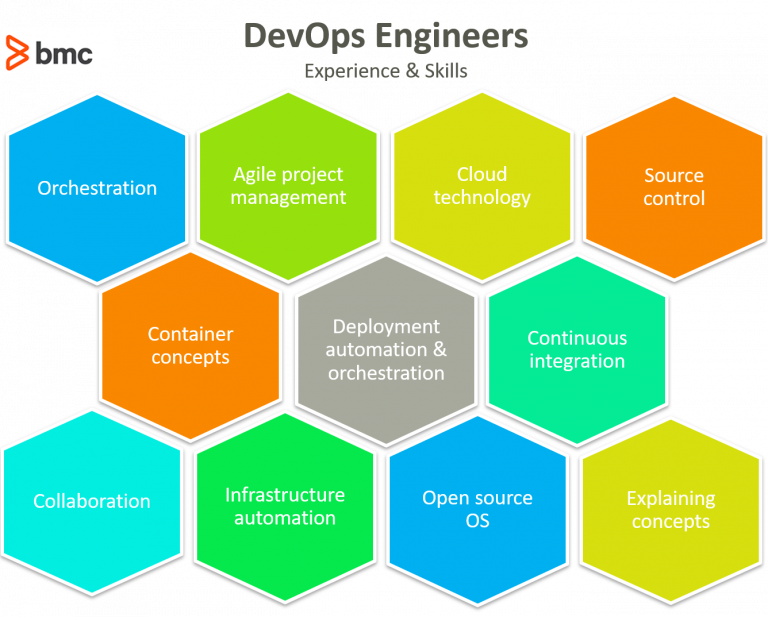 bmc
DevOps Engineers
Experience & Skills
Orchestration
Agile project
management
Cloud
technology
Source
control
Container
concepts
Deployment
automation &
orchestration
Continuous
integration
Collaboration
Infrastructure
automation
Open source
OS
Explaining
concepts